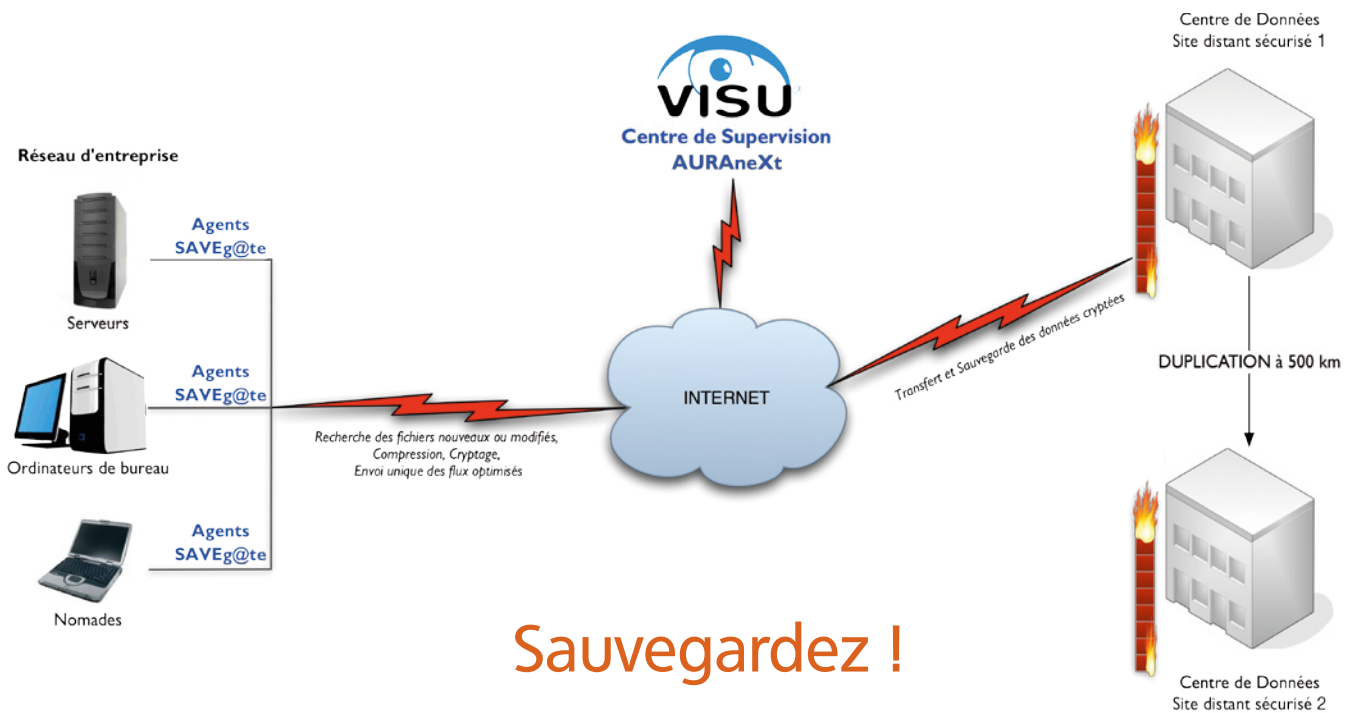 Centre de Données
Site distant sécurisé 1
VISU
Centre de Supervision
AURAneXt
Réseau d'entreprise
Agents
SAVEg@te
Serveurs
Agents
SAVEg@te
Ordinateurs de bureau
Recherche des fichiers nouveaux ou modifiés,
Compression, Cryptage,
Envoi unique des flux optimisés
INTERNET
Transfert et Sauvegarde des données cryptées
DUPLICATION à 500 km
Agents
SAVEg@te
Nomades
Sauvegardez !
Centre de Données
Site distant sécurisé 2